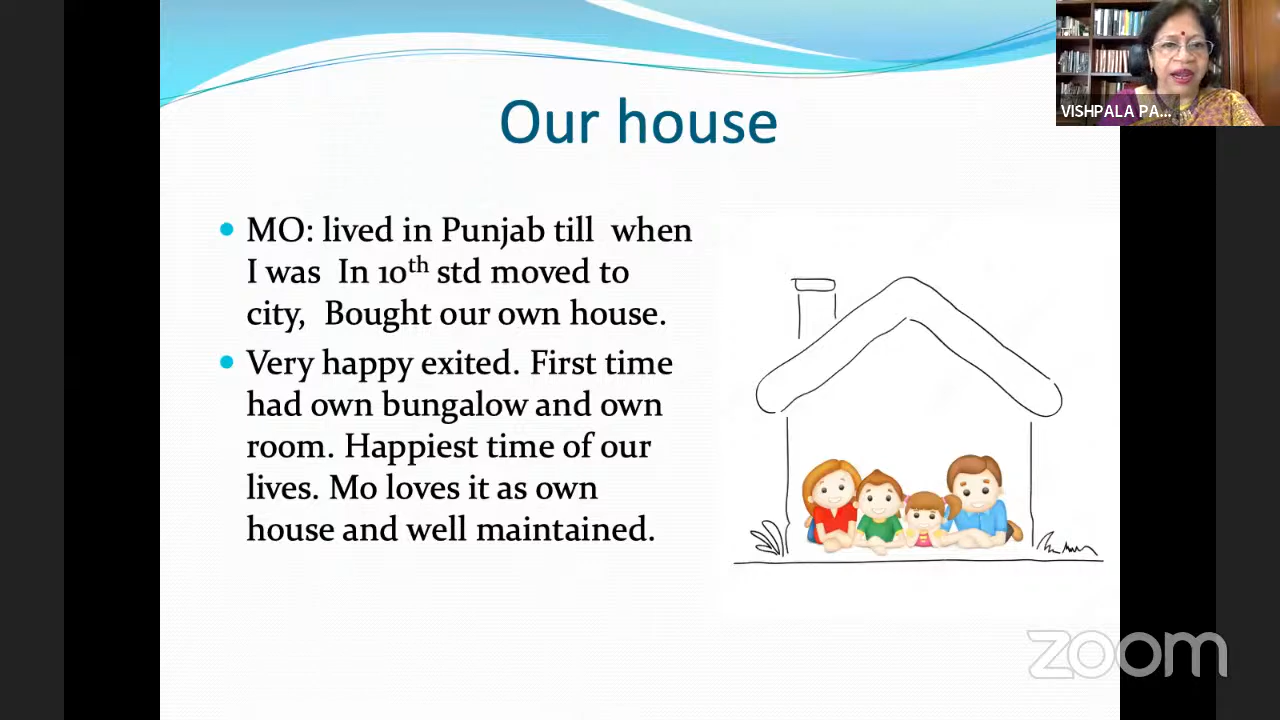 VISHPALA PA...
Our house
MO: lived in Punjab till when
I was In 10th std moved to
city, Bought our own house.
Very happy exited. First time
had own bungalow and own
room. Happiest time of our
lives. Mo loves it as own
house and well maintained.
zoom